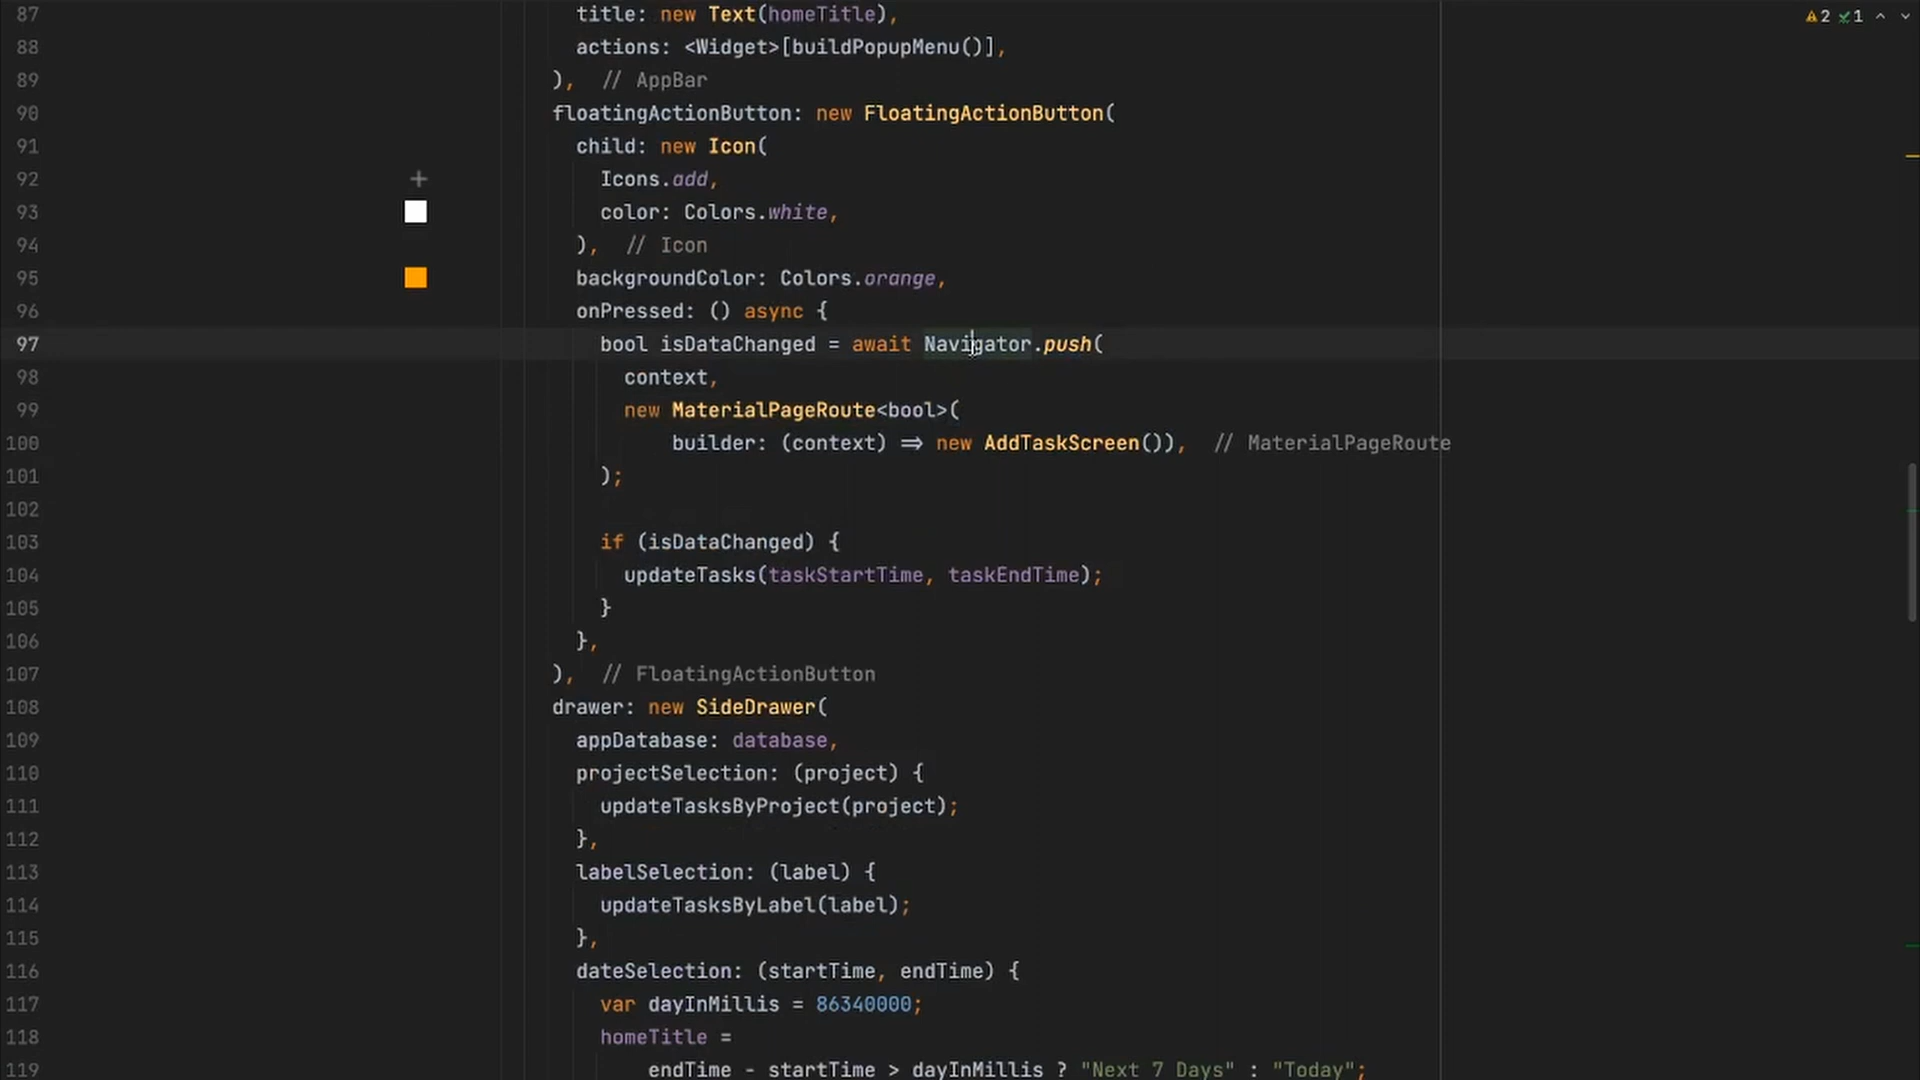 87 title: new Text(homeTitle),
88 actions: <Widget>[buildPopupMenu()],
89 ), // AppBar
90 floatingActionButton: new FloatingActionButton(
91 child: new Icon(
92 Icons.add,
93 color: Colors.white,
94 ), // Icon
95 backgroundColor: Colors.orange,
96 onPressed: () async {
97 bool isDataChanged = await Navigator.push(
98 context,
99 new MaterialPageRoute<bool>(
100 builder: (context) => new AddTaskScreen()), // MaterialPageRoute
101 );
102
103 if (isDataChanged) {
104 updateTasks(taskStartTime, taskEndTime);
105 }
106 },
107 ), // FloatingActionButton
108 drawer: new SideDrawer(
109 appDatabase: database,
110 projectSelection: (project) {
111 updateTasksByProject(project);
112 },
113 labelSelection: (label) {
114 updateTasksByLabel(label);
115 },
116 dateSelection: (startTime, endTime) {
117 var dayInMillis = 86340000;
118 homeTitle =
119 endTime - startTime > dayInMillis ? "Next 7 Days" : "Today";
2 1